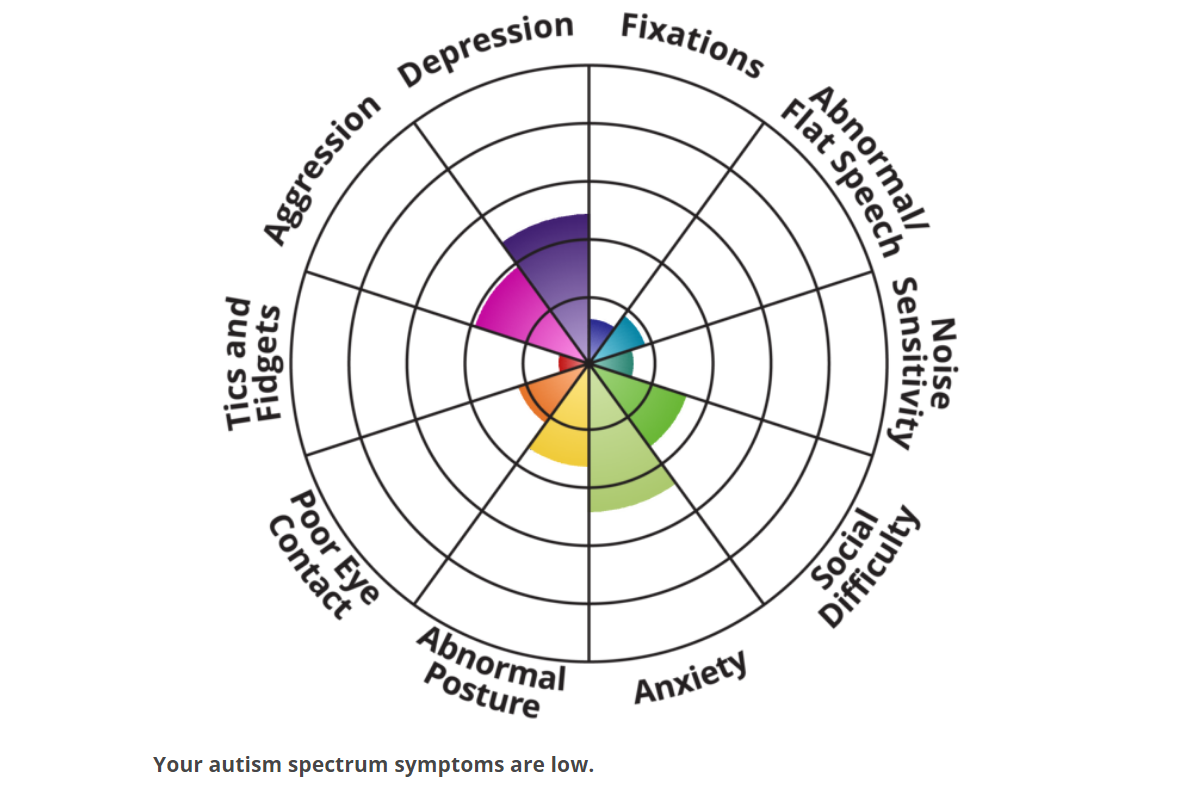 Depression
Fixations
Abnormal/
Flat Speech
Noise
Sensitivity
Social
Difficulty
Anxiety
Abnormal
Posture
Poor Eye
Contact
Tics and
Fidgets
Aggression
Your autism spectrum symptoms are low.